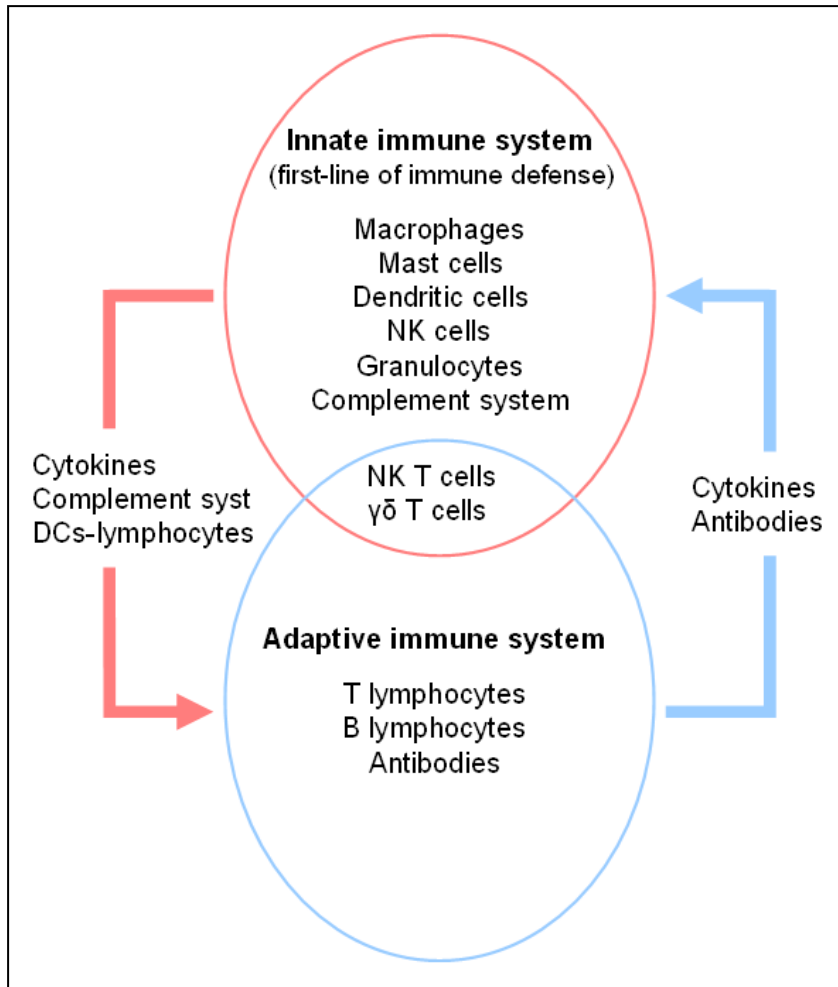 Innate immune system
(first-line of immune defense)
Macrophages
Mast cells
Dendritic cells
NK cells
Granulocytes
Complement system
NK T cells
γδ T cells
Cytokines
Complement syst
DCs-lymphocytes
Cytokines
Antibodies
Adaptive immune system
T lymphocytes
B lymphocytes
Antibodies